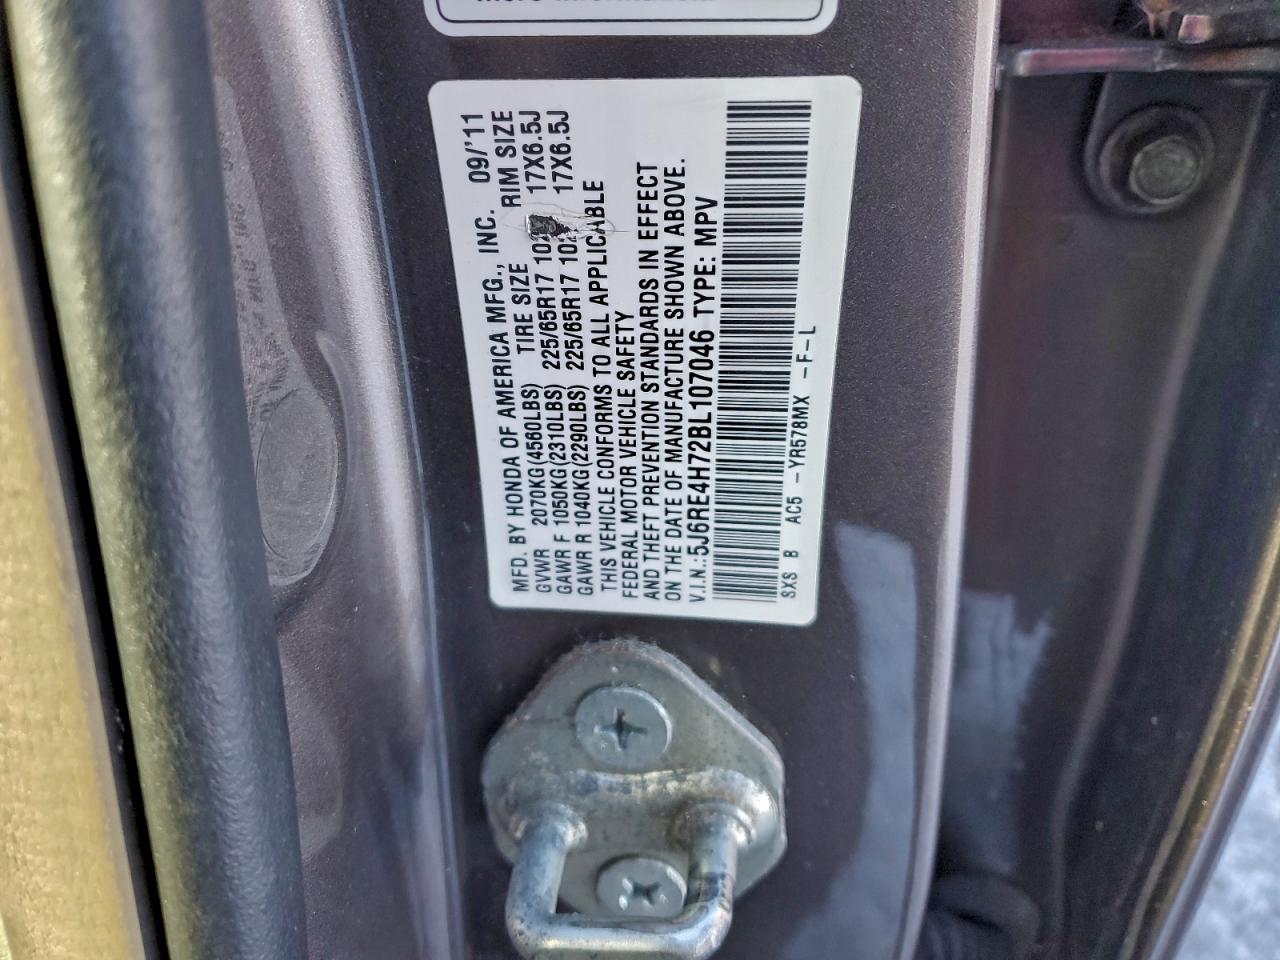 MFD. BY HONDA OF AMERICA MFG., INC. 09/'11
GVWR 2070KG(4560LBS) TIRE SIZE RIM SIZE
GAWR F 1050KG(2310LBS) 225/65R17 102 17X6.5J
GAWR R 1040KG(2290LBS) 225/65R17 102 17X6.5J
THIS VEHICLE CONFORMS TO ALL APPLICABLE
FEDERAL MOTOR VEHICLE SAFETY
AND THEFT PREVENTION STANDARDS IN EFFECT
ON THE DATE OF MANUFACTURE SHOWN ABOVE.
V.I.N.:5J6RE4H72BL107046 TYPE: MPV
SXS B AC5 -YR578MX -F-L